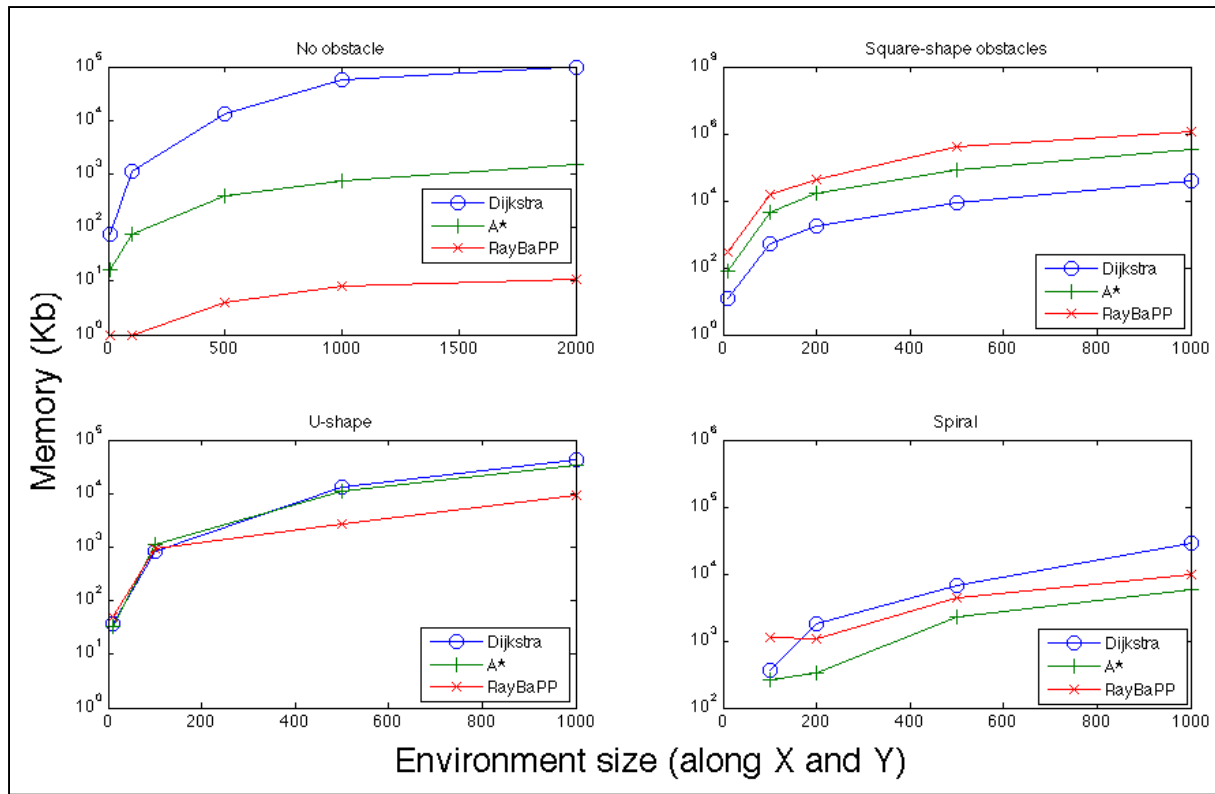 No obstacle
10^5
10^4
10^3
10^2
10^1
10^0
0
500
1000
1500
2000
Dijkstra
A*
RayBaPP
Square-shape obstacles
10^8
10^6
10^4
10^2
10^0
0
200
400
600
800
1000
Dijkstra
A*
RayBaPP
Memory (Kb)
U-shape
10^5
10^4
10^3
10^2
10^1
10^0
0
200
400
600
800
1000
Dijkstra
A*
RayBaPP
Spiral
10^6
10^5
10^4
10^3
10^2
0
200
400
600
800
1000
Dijkstra
A*
RayBaPP
Environment size (along X and Y)